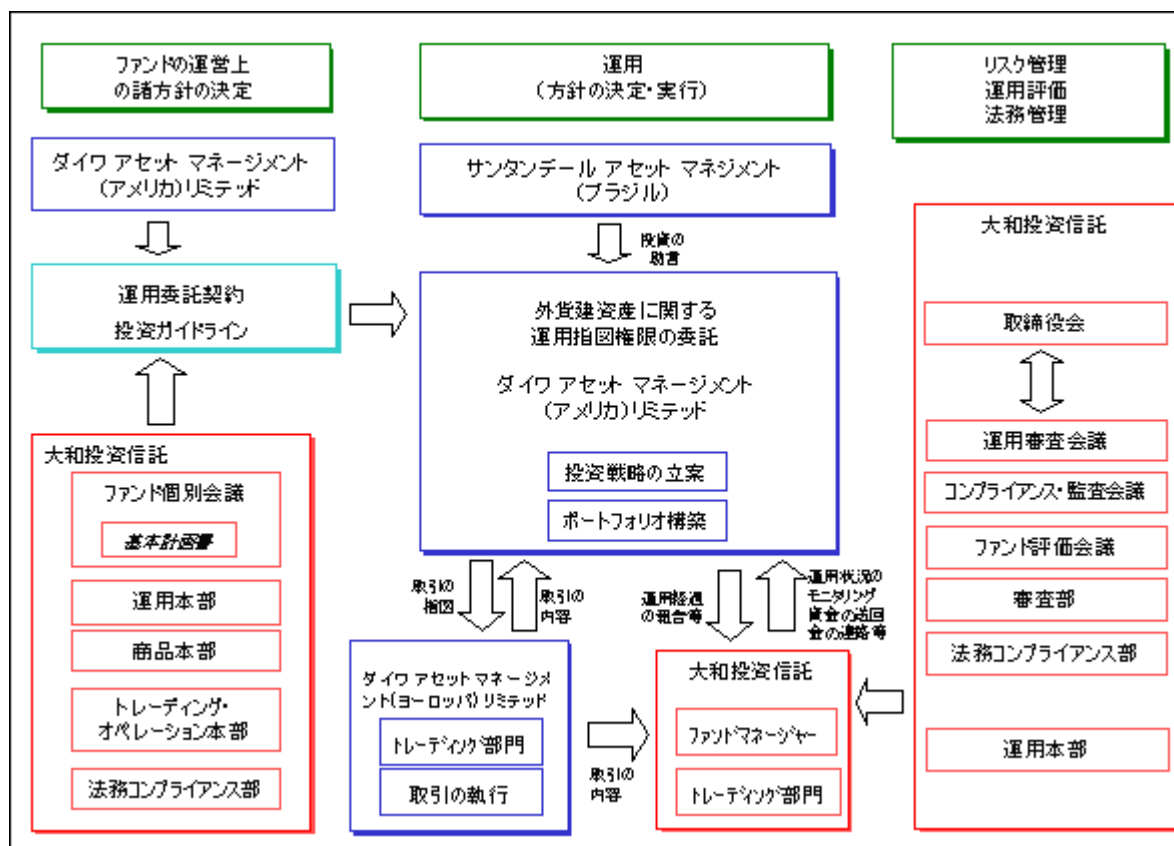 ファンドの運営上
の諸方針の決定
運用
(方針の決定・実行)
リスク管理
運用評価
法務管理
ダイワ アセット マネージメント
(アメリカ)リミテッド
サンタンデール アセット マネジメント
(ブラジル)
投資の
助言
運用委託契約
投資ガイドライン
外貨建資産に関する
運用指図権限の委託
ダイワ アセット マネージメント
(アメリカ)リミテッド
投資戦略の立案
ポートフォリオ構築
大和投資信託
ファンド個別会議
基本計画書
運用本部
商品本部
トレーディング・
オペレーション本部
法務コンプライアンス部
取引の
指図
取引の
内容
運用経過
の報告等
運用状況の
モニタリング
資金の送回
金の連絡等
ダイワ アセット マネージメ
ント(ヨーロッパ)リミテッド
トレーディング部門
取引の執行
取引の
内容
大和投資信託
ファンドマネージャー
トレーディング部門
大和投資信託
取締役会
運用審査会議
コンプライアンス・監査会議
ファンド評価会議
審査部
法務コンプライアンス部
運用本部